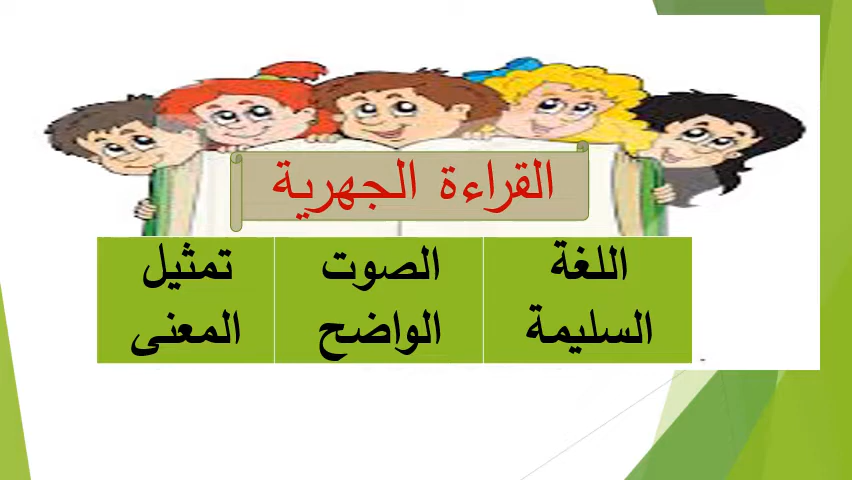 القراءة الجهرية
اللغة السليمة
الصوت الواضح
تمثيل المعنى